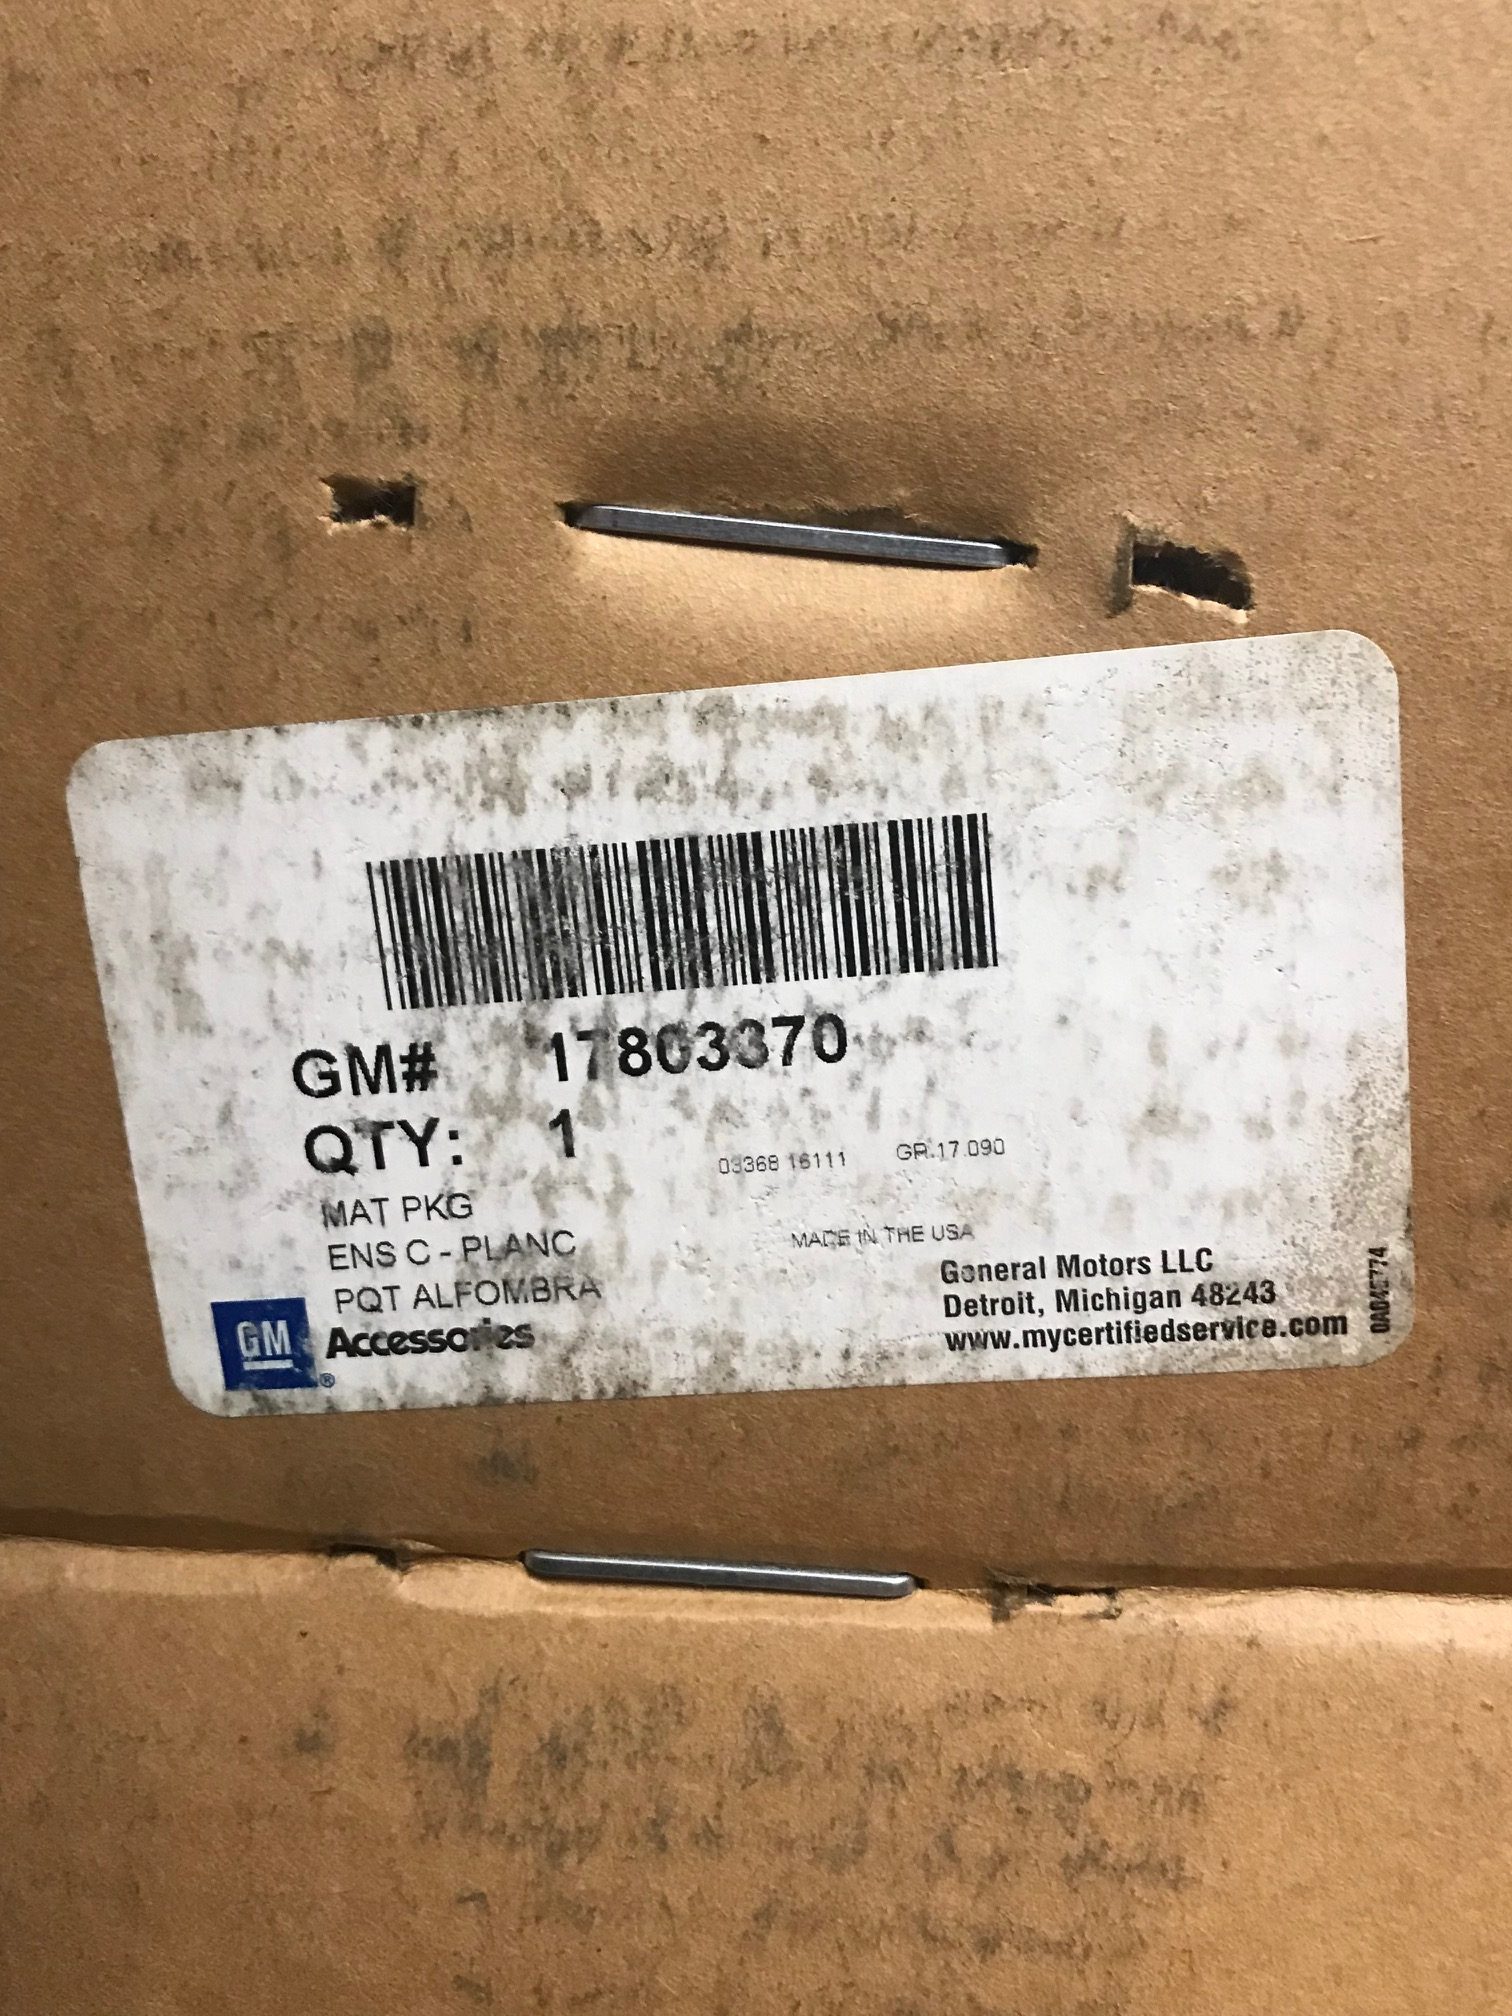 GM# 17803370
QTY: 1
03368 16111 GR.17.090
MAT PKG
ENS C - PLANC
PQT ALFOMBRA
MADE IN THE USA
GM® Accessories
General Motors LLC
Detroit, Michigan 48243
www.mycertifiedservice.com